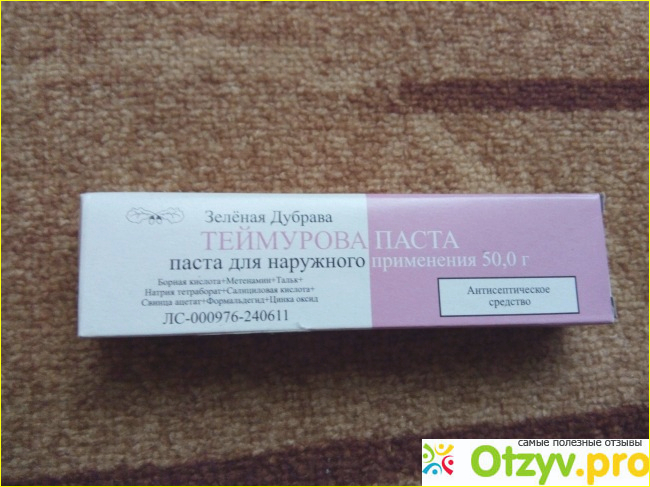 Зелёная Дубрава
ТЕЙМУРОВА ПАСТА
паста для наружного применения 50,0 г
Борная кислота+Метенамин+Тальк+
Натрия тетраборат+Салициловая кислота+
Свинца ацетат+Формальдегид+Цинка оксид
ЛС-000976-240611
Антисептическое
средство
самые полезные отзывы
Otzyv.pro